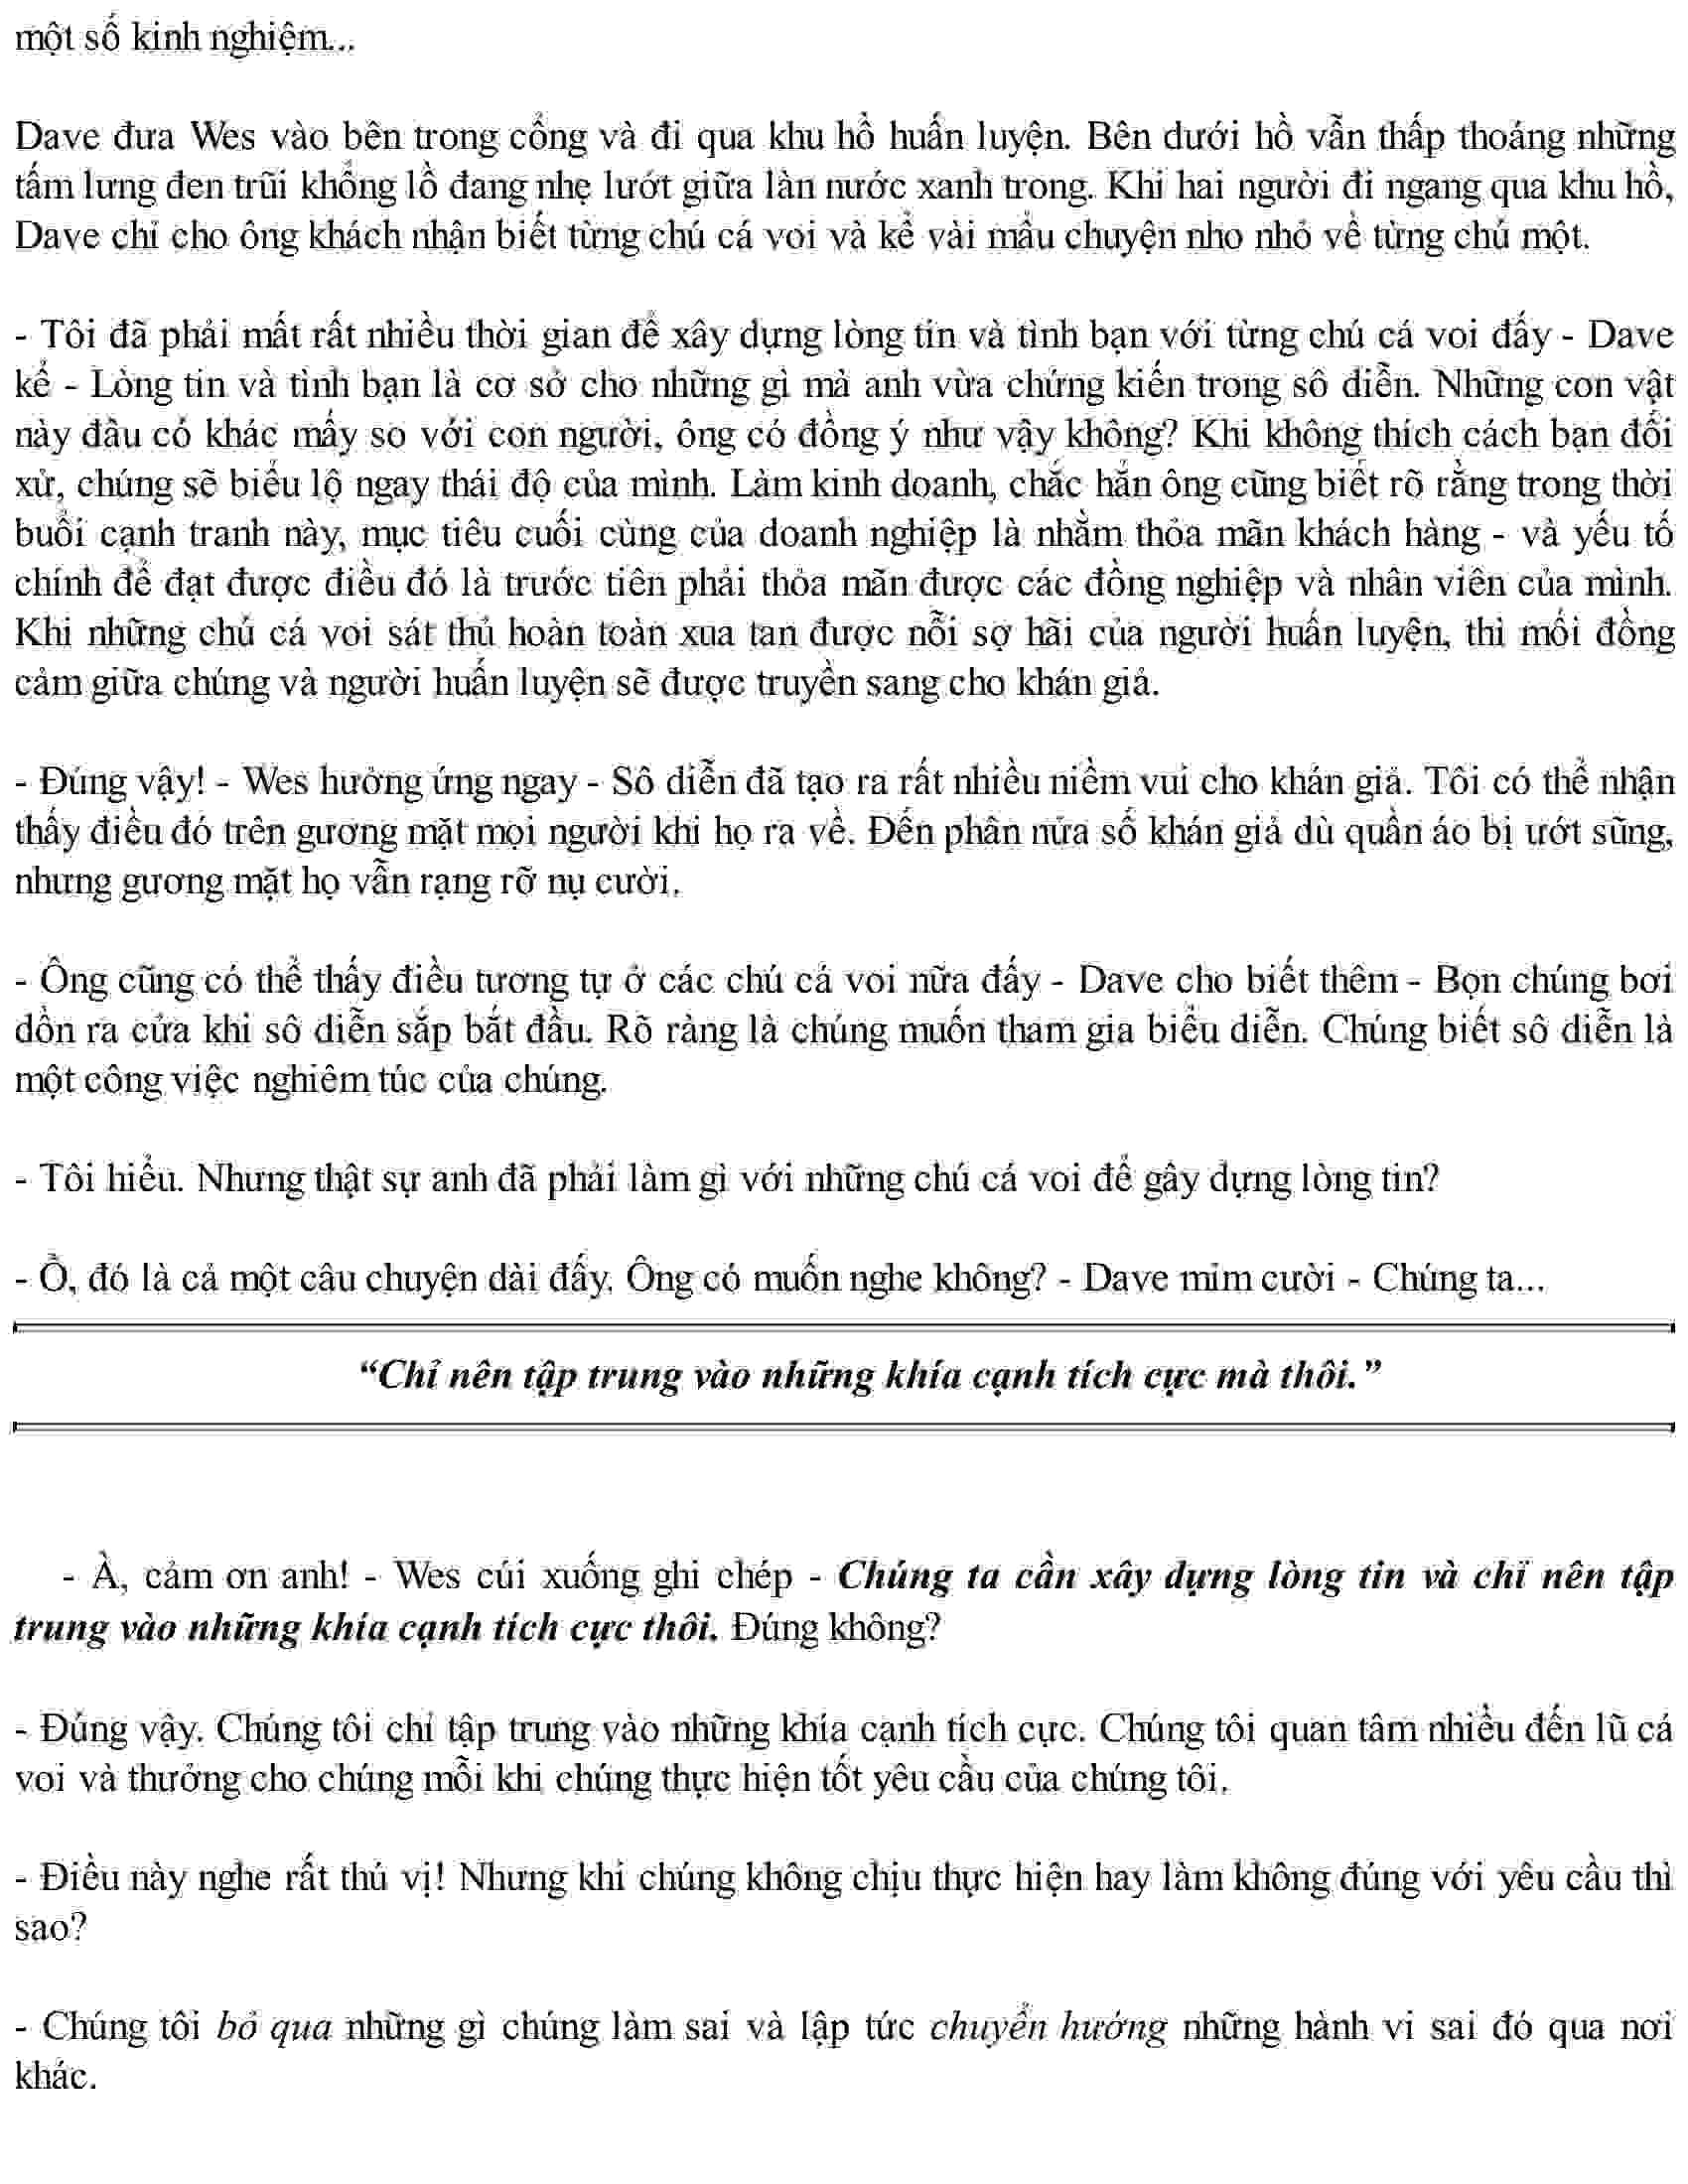 một số kinh nghiệm...
Dave đưa Wes vào bên trong cổng và đi qua khu hồ huấn luyện. Bên dưới hồ vẫn thấp thoáng những
tấm lưng đen trũi khổng lồ đang nhẹ lướt giữa làn nước xanh trong. Khi hai người đi ngang qua khu hồ,
Dave chỉ cho ông khách nhận biết từng chú cá voi và kể vài mẩu chuyện nho nhỏ về từng chú một.
- Tôi đã phải mất rất nhiều thời gian để xây dựng lòng tin và tình bạn với từng chú cá voi đấy - Dave
kể - Lòng tin và tình bạn là cơ sở cho những gì mà anh vừa chứng kiến trong sô diễn. Những con vật
này đâu có khác mấy so với con người, ông có đồng ý như vậy không? Khi không thích cách bạn đối
xử, chúng sẽ biểu lộ ngay thái độ của mình. Làm kinh doanh, chắc hẳn ông cũng biết rõ rằng trong thời
buổi cạnh tranh này, mục tiêu cuối cùng của doanh nghiệp là nhằm thỏa mãn khách hàng - và yếu tố
chính để đạt được điều đó là trước tiên phải thỏa mãn được các đồng nghiệp và nhân viên của mình.
Khi những chú cá voi sát thủ hoàn toàn xua tan được nỗi sợ hãi của người huấn luyện, thì mối đồng
cảm giữa chúng và người huấn luyện sẽ được truyền sang cho khán giả.
- Đúng vậy! - Wes hưởng ứng ngay - Sô diễn đã tạo ra rất nhiều niềm vui cho khán giả. Tôi có thể nhận
thấy điều đó trên gương mặt mọi người khi họ ra về. Đến phân nửa số khán giả dù quần áo bị ướt sũng,
nhưng gương mặt họ vẫn rạng rỡ nụ cười.
- Ông cũng có thể thấy điều tương tự ở các chú cá voi nữa đấy - Dave cho biết thêm - Bọn chúng bơi
dồn ra cửa khi sô diễn sắp bắt đầu. Rõ ràng là chúng muốn tham gia biểu diễn. Chúng biết sô diễn là
một công việc nghiêm túc của chúng.
- Tôi hiểu. Nhưng thật sự anh đã phải làm gì với những chú cá voi để gây dựng lòng tin?
- Ồ, đó là cả một câu chuyện dài đấy. Ông có muốn nghe không? - Dave mỉm cười - Chúng ta...
“Chỉ nên tập trung vào những khía cạnh tích cực mà thôi.”
- À, cảm ơn anh! - Wes cúi xuống ghi chép - Chúng ta cần xây dựng lòng tin và chỉ nên tập
trung vào những khía cạnh tích cực thôi. Đúng không?
- Đúng vậy. Chúng tôi chỉ tập trung vào những khía cạnh tích cực. Chúng tôi quan tâm nhiều đến lũ cá
voi và thưởng cho chúng mỗi khi chúng thực hiện tốt yêu cầu của chúng tôi.
- Điều này nghe rất thú vị! Nhưng khi chúng không chịu thực hiện hay làm không đúng với yêu cầu thì
sao?
- Chúng tôi bỏ qua những gì chúng làm sai và lập tức chuyển hướng những hành vi sai đó qua nơi
khác.